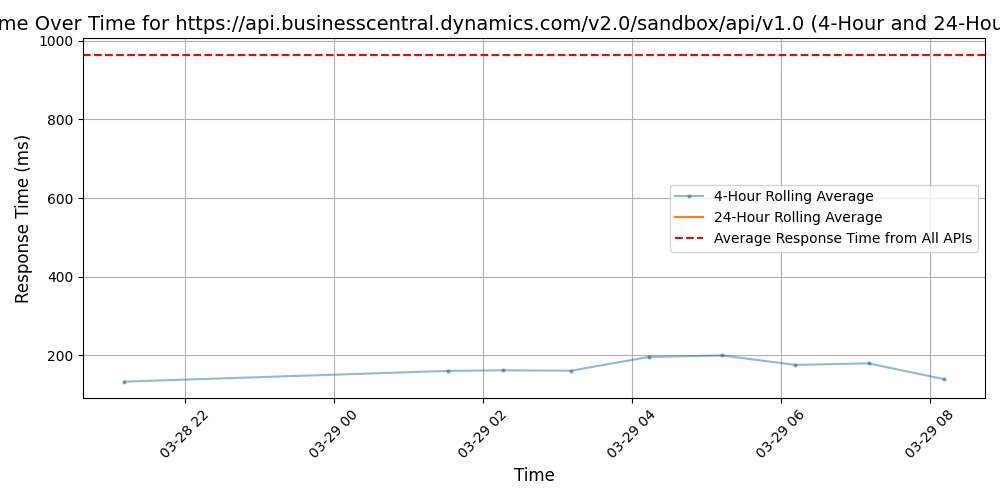 me Over Time for https://api.businesscentral.dynamics.com/v2.0/sandbox/api/v1.0 (4-Hour and 24-Hou
1000
800
600
400
200
Response Time (ms)
4-Hour Rolling Average
24-Hour Rolling Average
Average Response Time from All APIs
03-28 22
03-29 00
03-29 02
03-29 04
03-29 06
03-29 08
Time